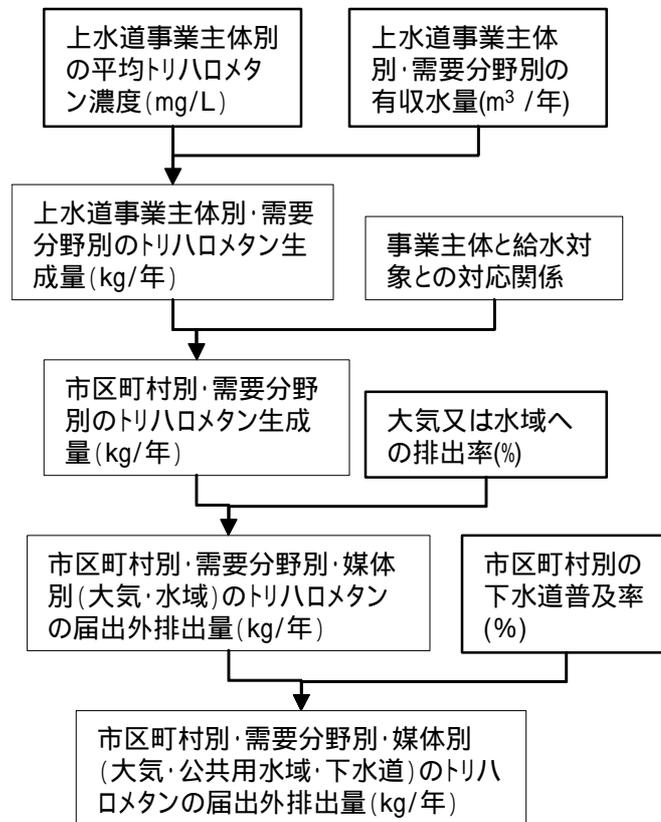 上水道事業主体別
の平均トリハロメタ
ン濃度(mg/L)
上水道事業主体
別・需要分野別の
有収水量(m³ /年)
上水道事業主体別・需要
分野別のトリハロメタン生
成量(kg/年)
事業主体と給水対
象との対応関係
市区町村別・需要分野
別のトリハロメタン生成
量(kg/年)
大気又は水域へ
の排出率(%)
市区町村別・需要分野別・媒体
別(大気・水域)のトリハロメタン
の届出外排出量(kg/年)
市区町村別の
下水道普及率
(%)
市区町村別・需要分野別・媒体別
(大気・公共用水域・下水道)のトリハ
ロメタンの届出外排出量(kg/年)